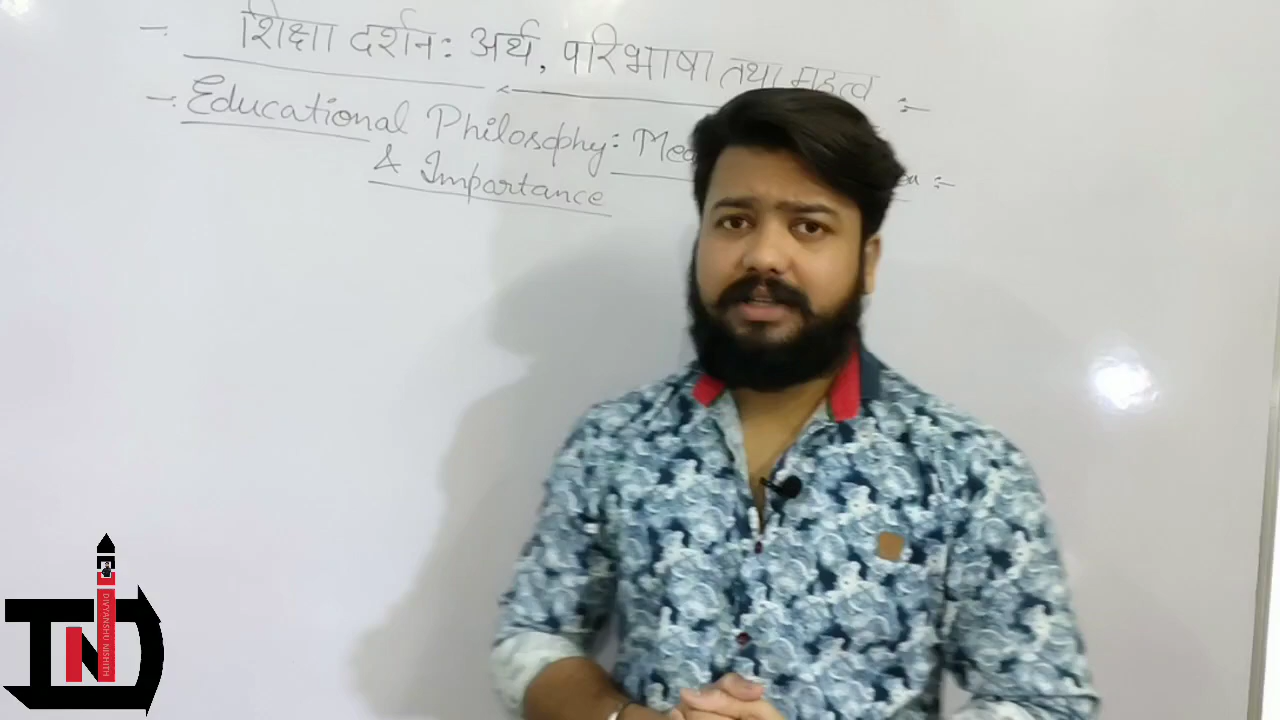 शिक्षा दर्शन: अर्थ, परिभाषा तथा महत्व :-
Educational Philosophy: Mea
& Impartance
DIVYANSHU NISHITH